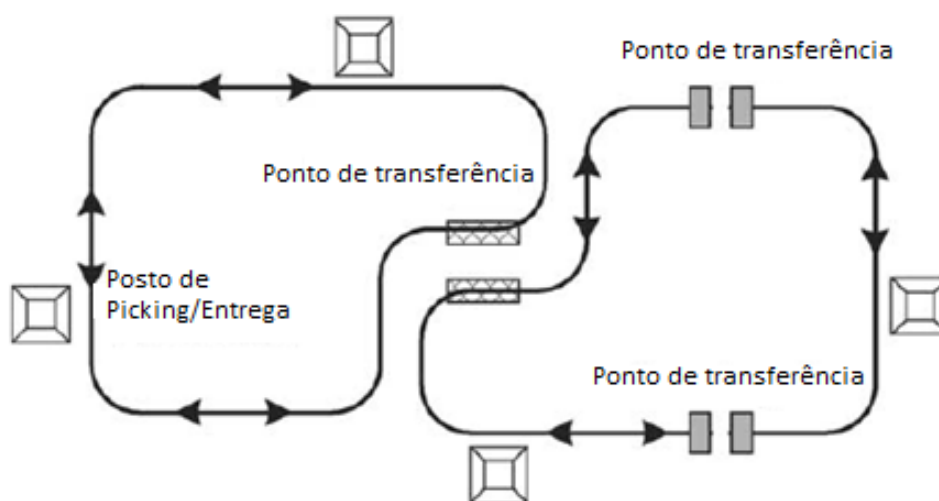 Ponto de transferência
Ponto de transferência
Posto de
Picking/Entrega
Ponto de transferência